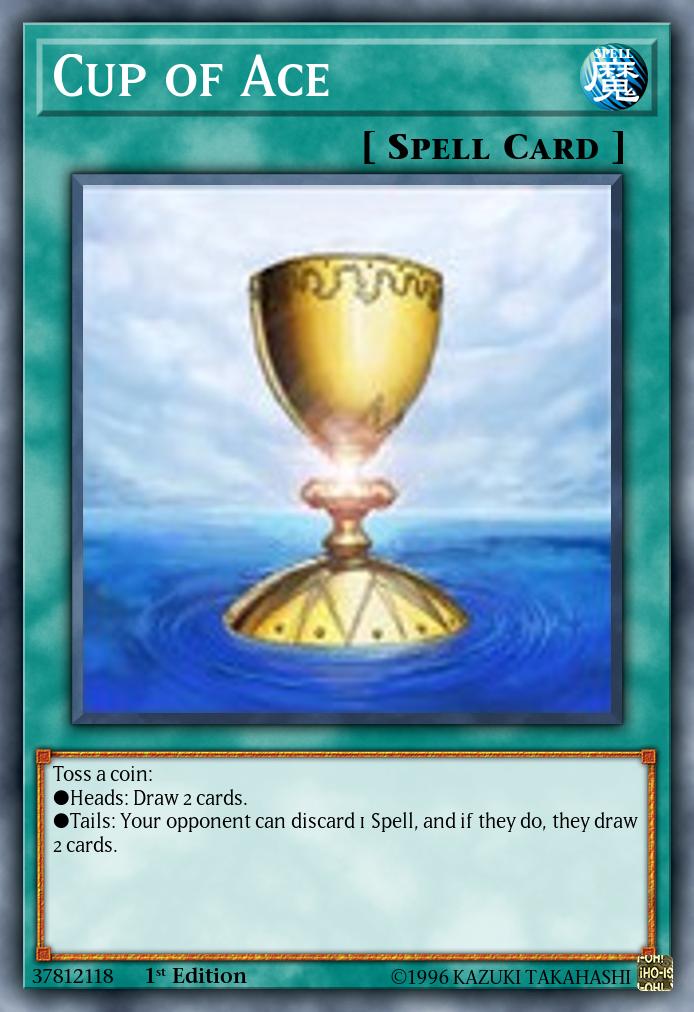 Cup of Ace
SPELL
魔
[ Spell Card ]
Toss a coin:
●Heads: Draw 2 cards.
●Tails: Your opponent can discard 1 Spell, and if they do, they draw
2 cards.
37812118 1st Edition ©1996 KAZUKI TAKAHASHI